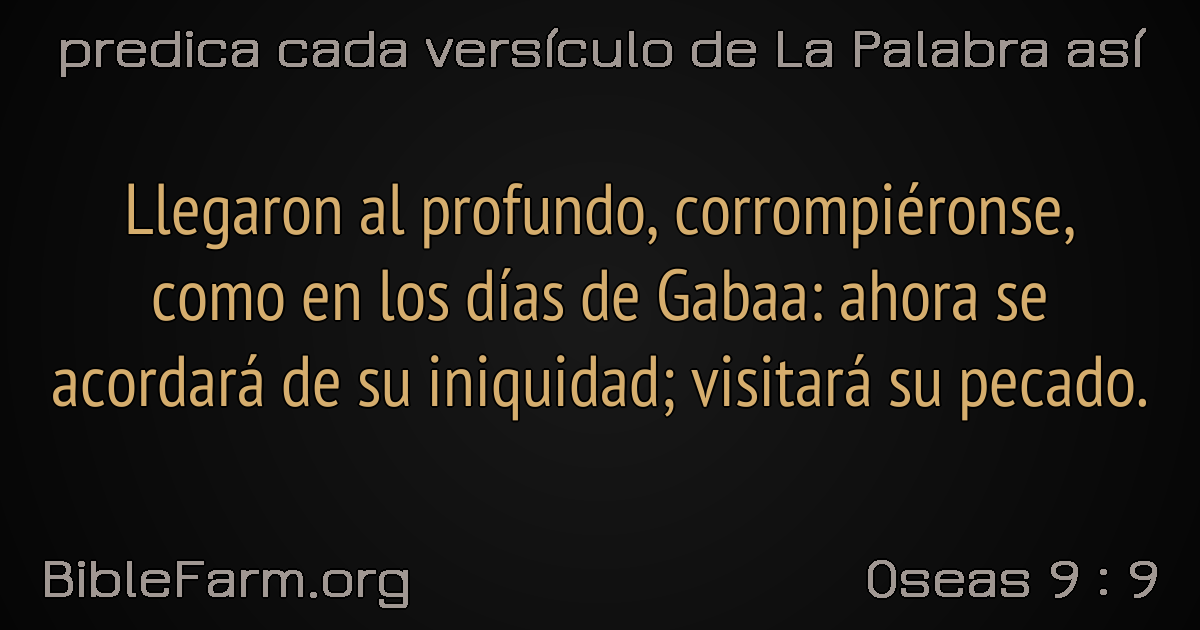 predica cada versículo de La Palabra así
Llegaron al profundo, corrompiéronse,
como en los días de Gabaa: ahora se
acordará de su iniquidad; visitará su pecado.
BibleFarm.org
Oseas 9 : 9